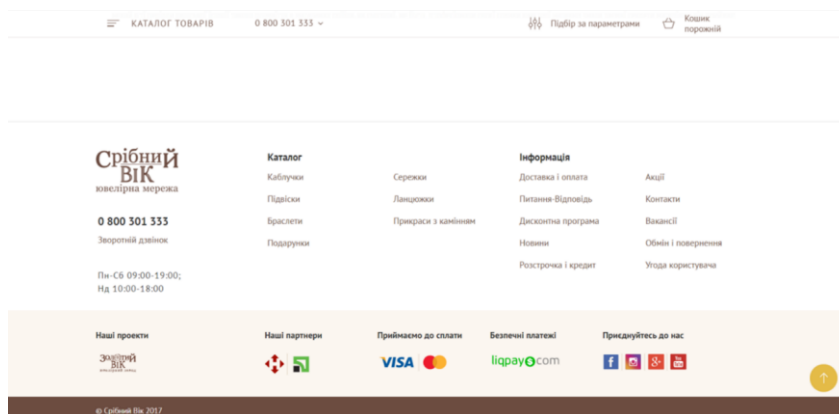 КАТАЛОГ ТОВАРІВ
0 800 301 333
Підбір за параметрами
Кошик
порожній
Срібний
Вік
ювелірна мережа
0 800 301 333
Зворотній дзвінок
Пн-Сб 09:00-19:00;
Нд 10:00-18:00
Каталог
Каблучки
Підвіски
Браслети
Подарунки
Сережки
Ланцюжки
Прикраси з камінням
Інформація
Доставка і оплата
Питання-Відповідь
Дисконтна програма
Новини
Розстрочка і кредит
Акції
Контакти
Вакансії
Обмін і повернення
Угода користувача
Наші проекти
Золотий
Вік
Наші партнери
Приймаємо до сплати
VISA
Безпечні платежі
liqpay com
Приєднуйтесь до нас
f
8+
You
© Срібний Вік 2017